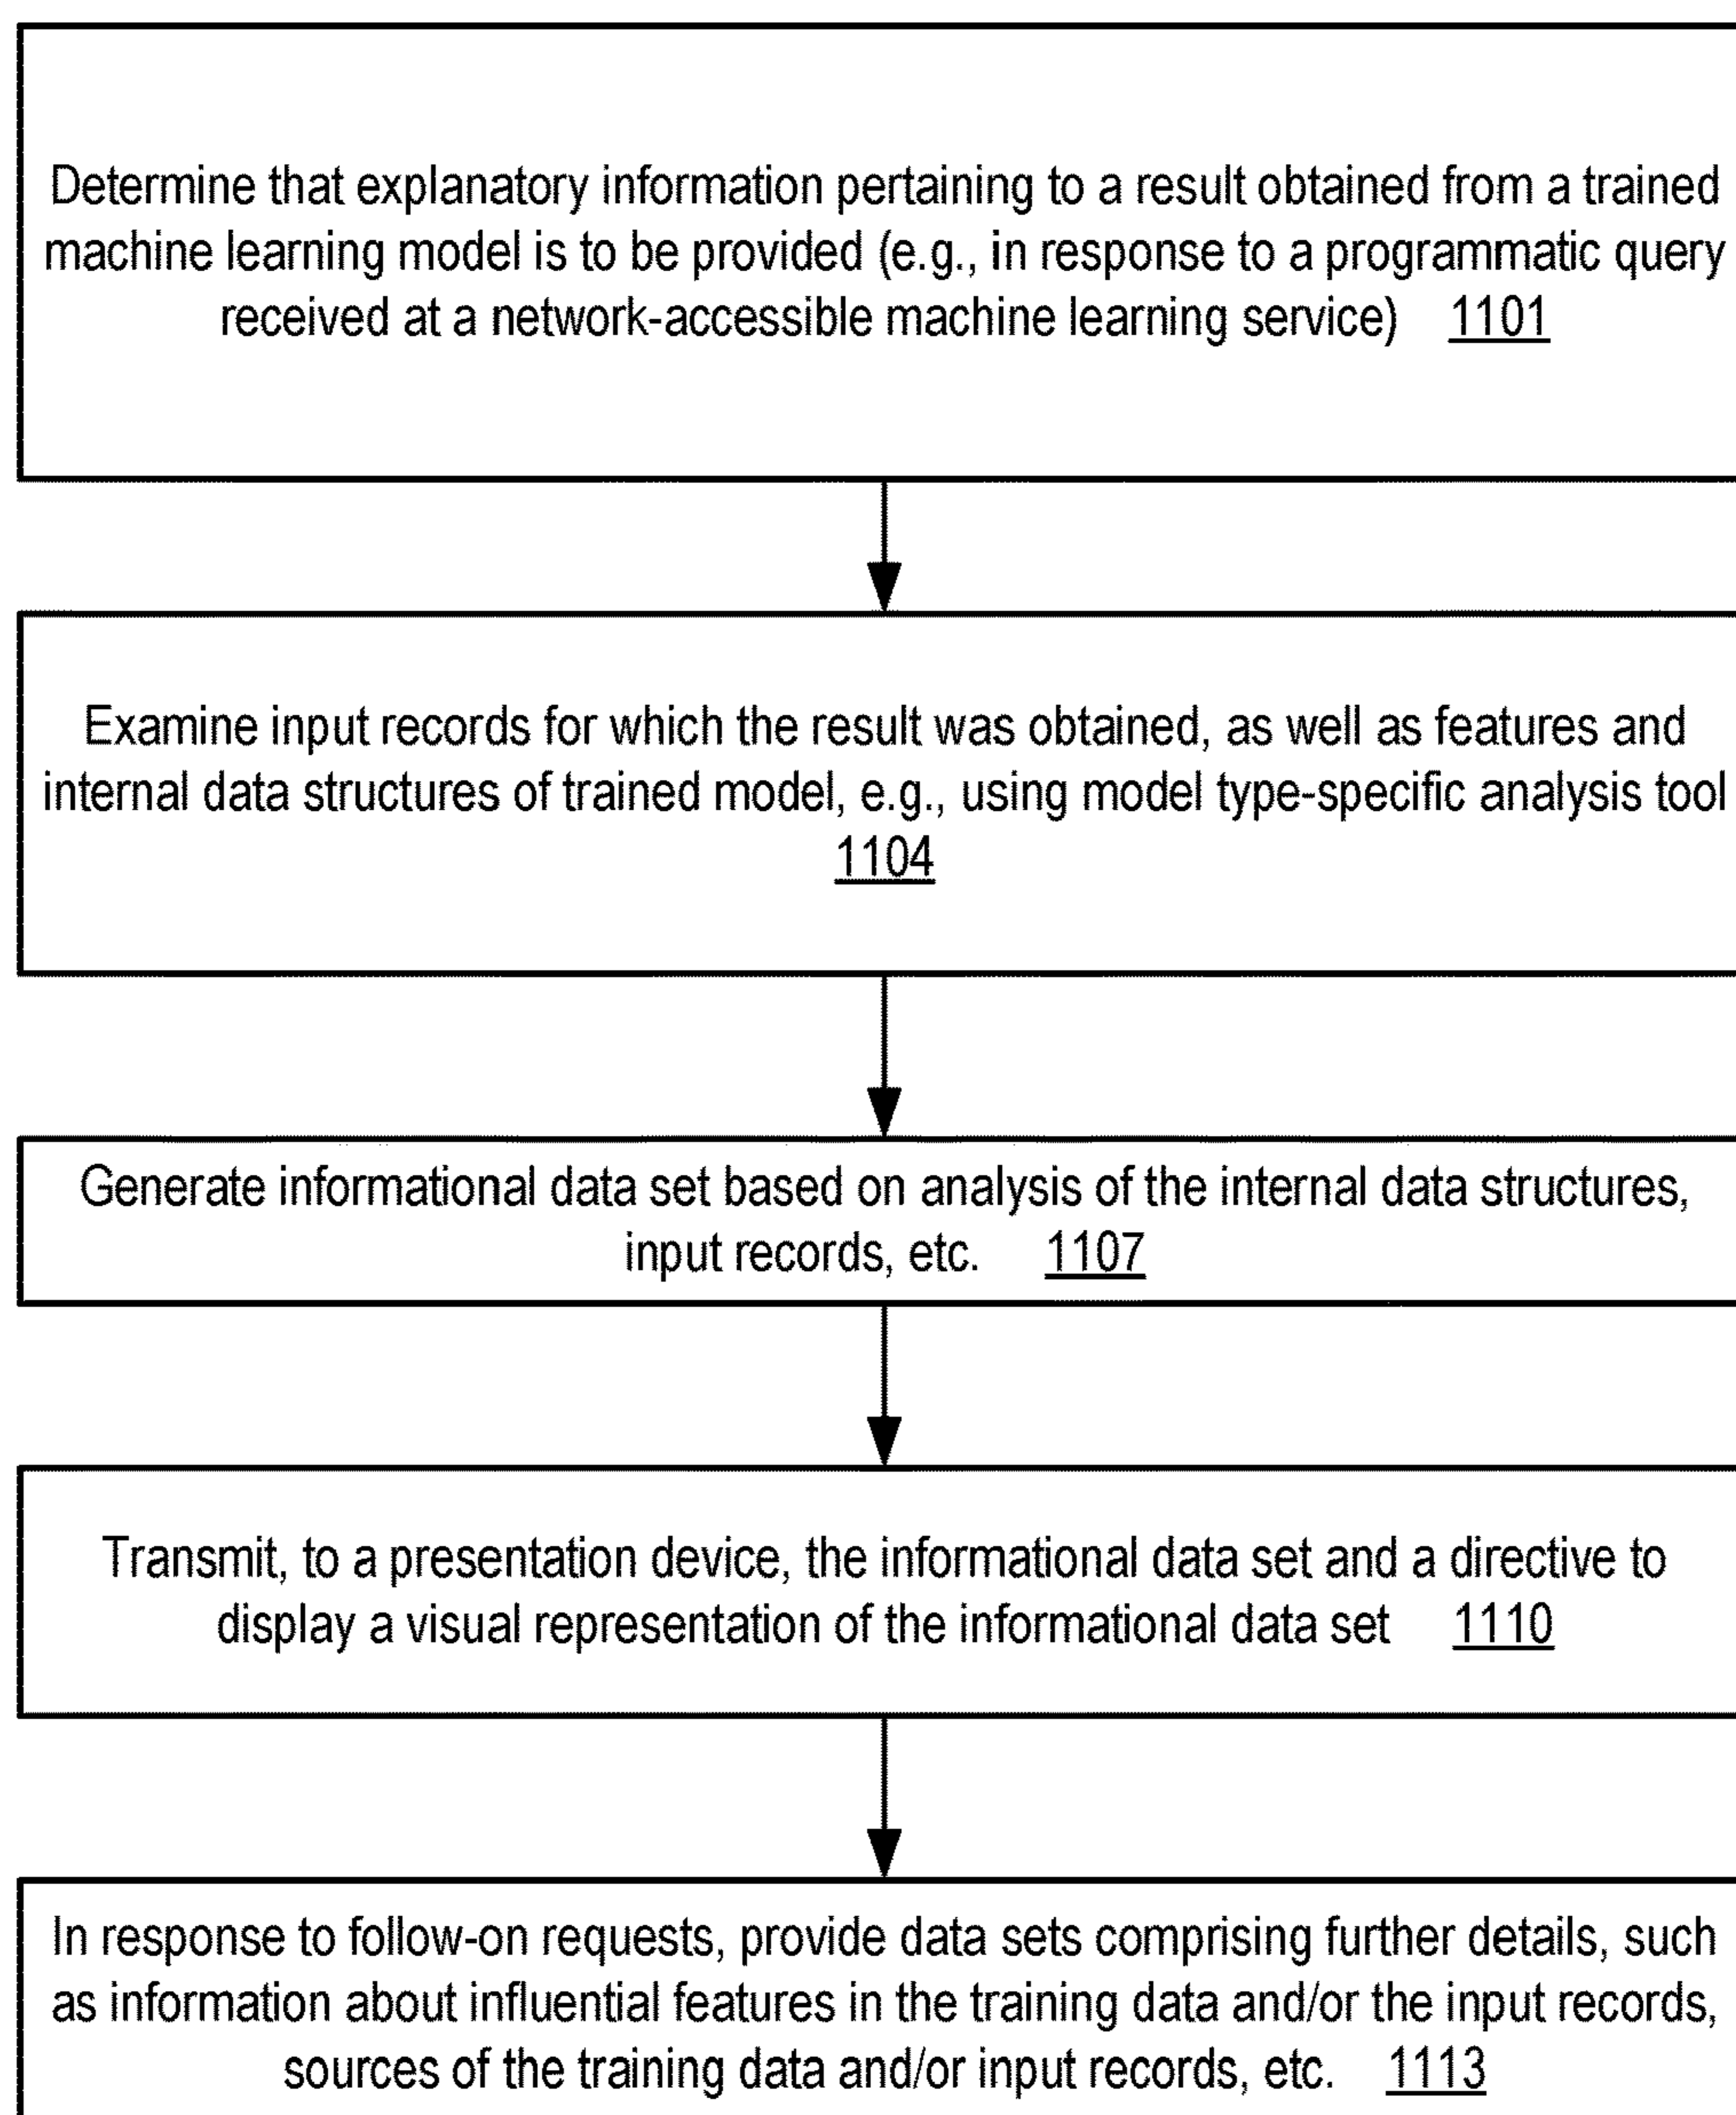 Determine that explanatory information pertaining to a result obtained from a trained
machine learning model is to be provided (e.g., in response to a programmatic query
received at a network-accessible machine learning service) 1101
Examine input records for which the result was obtained, as well as features and
internal data structures of trained model, e.g., using model type-specific analysis tool
1104
Generate informational data set based on analysis of the internal data structures,
input records, etc. 1107
Transmit, to a presentation device, the informational data set and a directive to
display a visual representation of the informational data set 1110
In response to follow-on requests, provide data sets comprising further details, such
as information about influential features in the training data and/or the input records,
sources of the training data and/or input records, etc. 1113